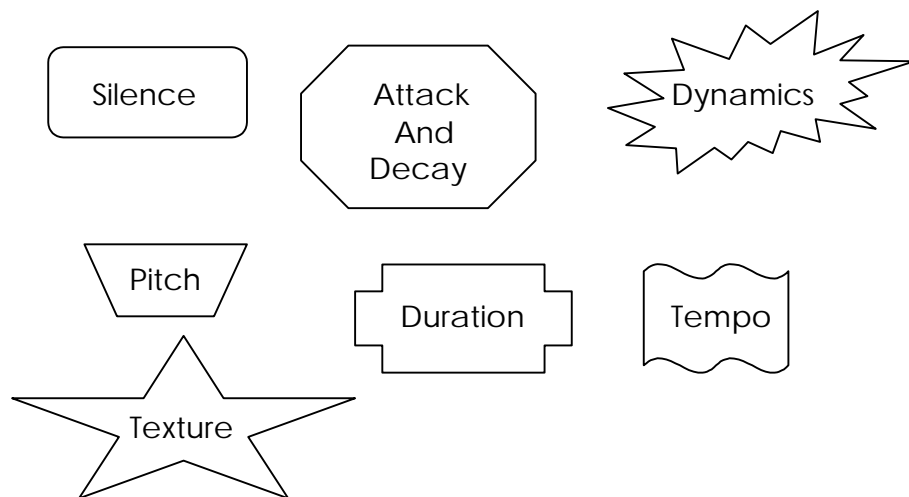 Silence
Attack
And
Decay
Dynamics
Pitch
Duration
Tempo
Texture